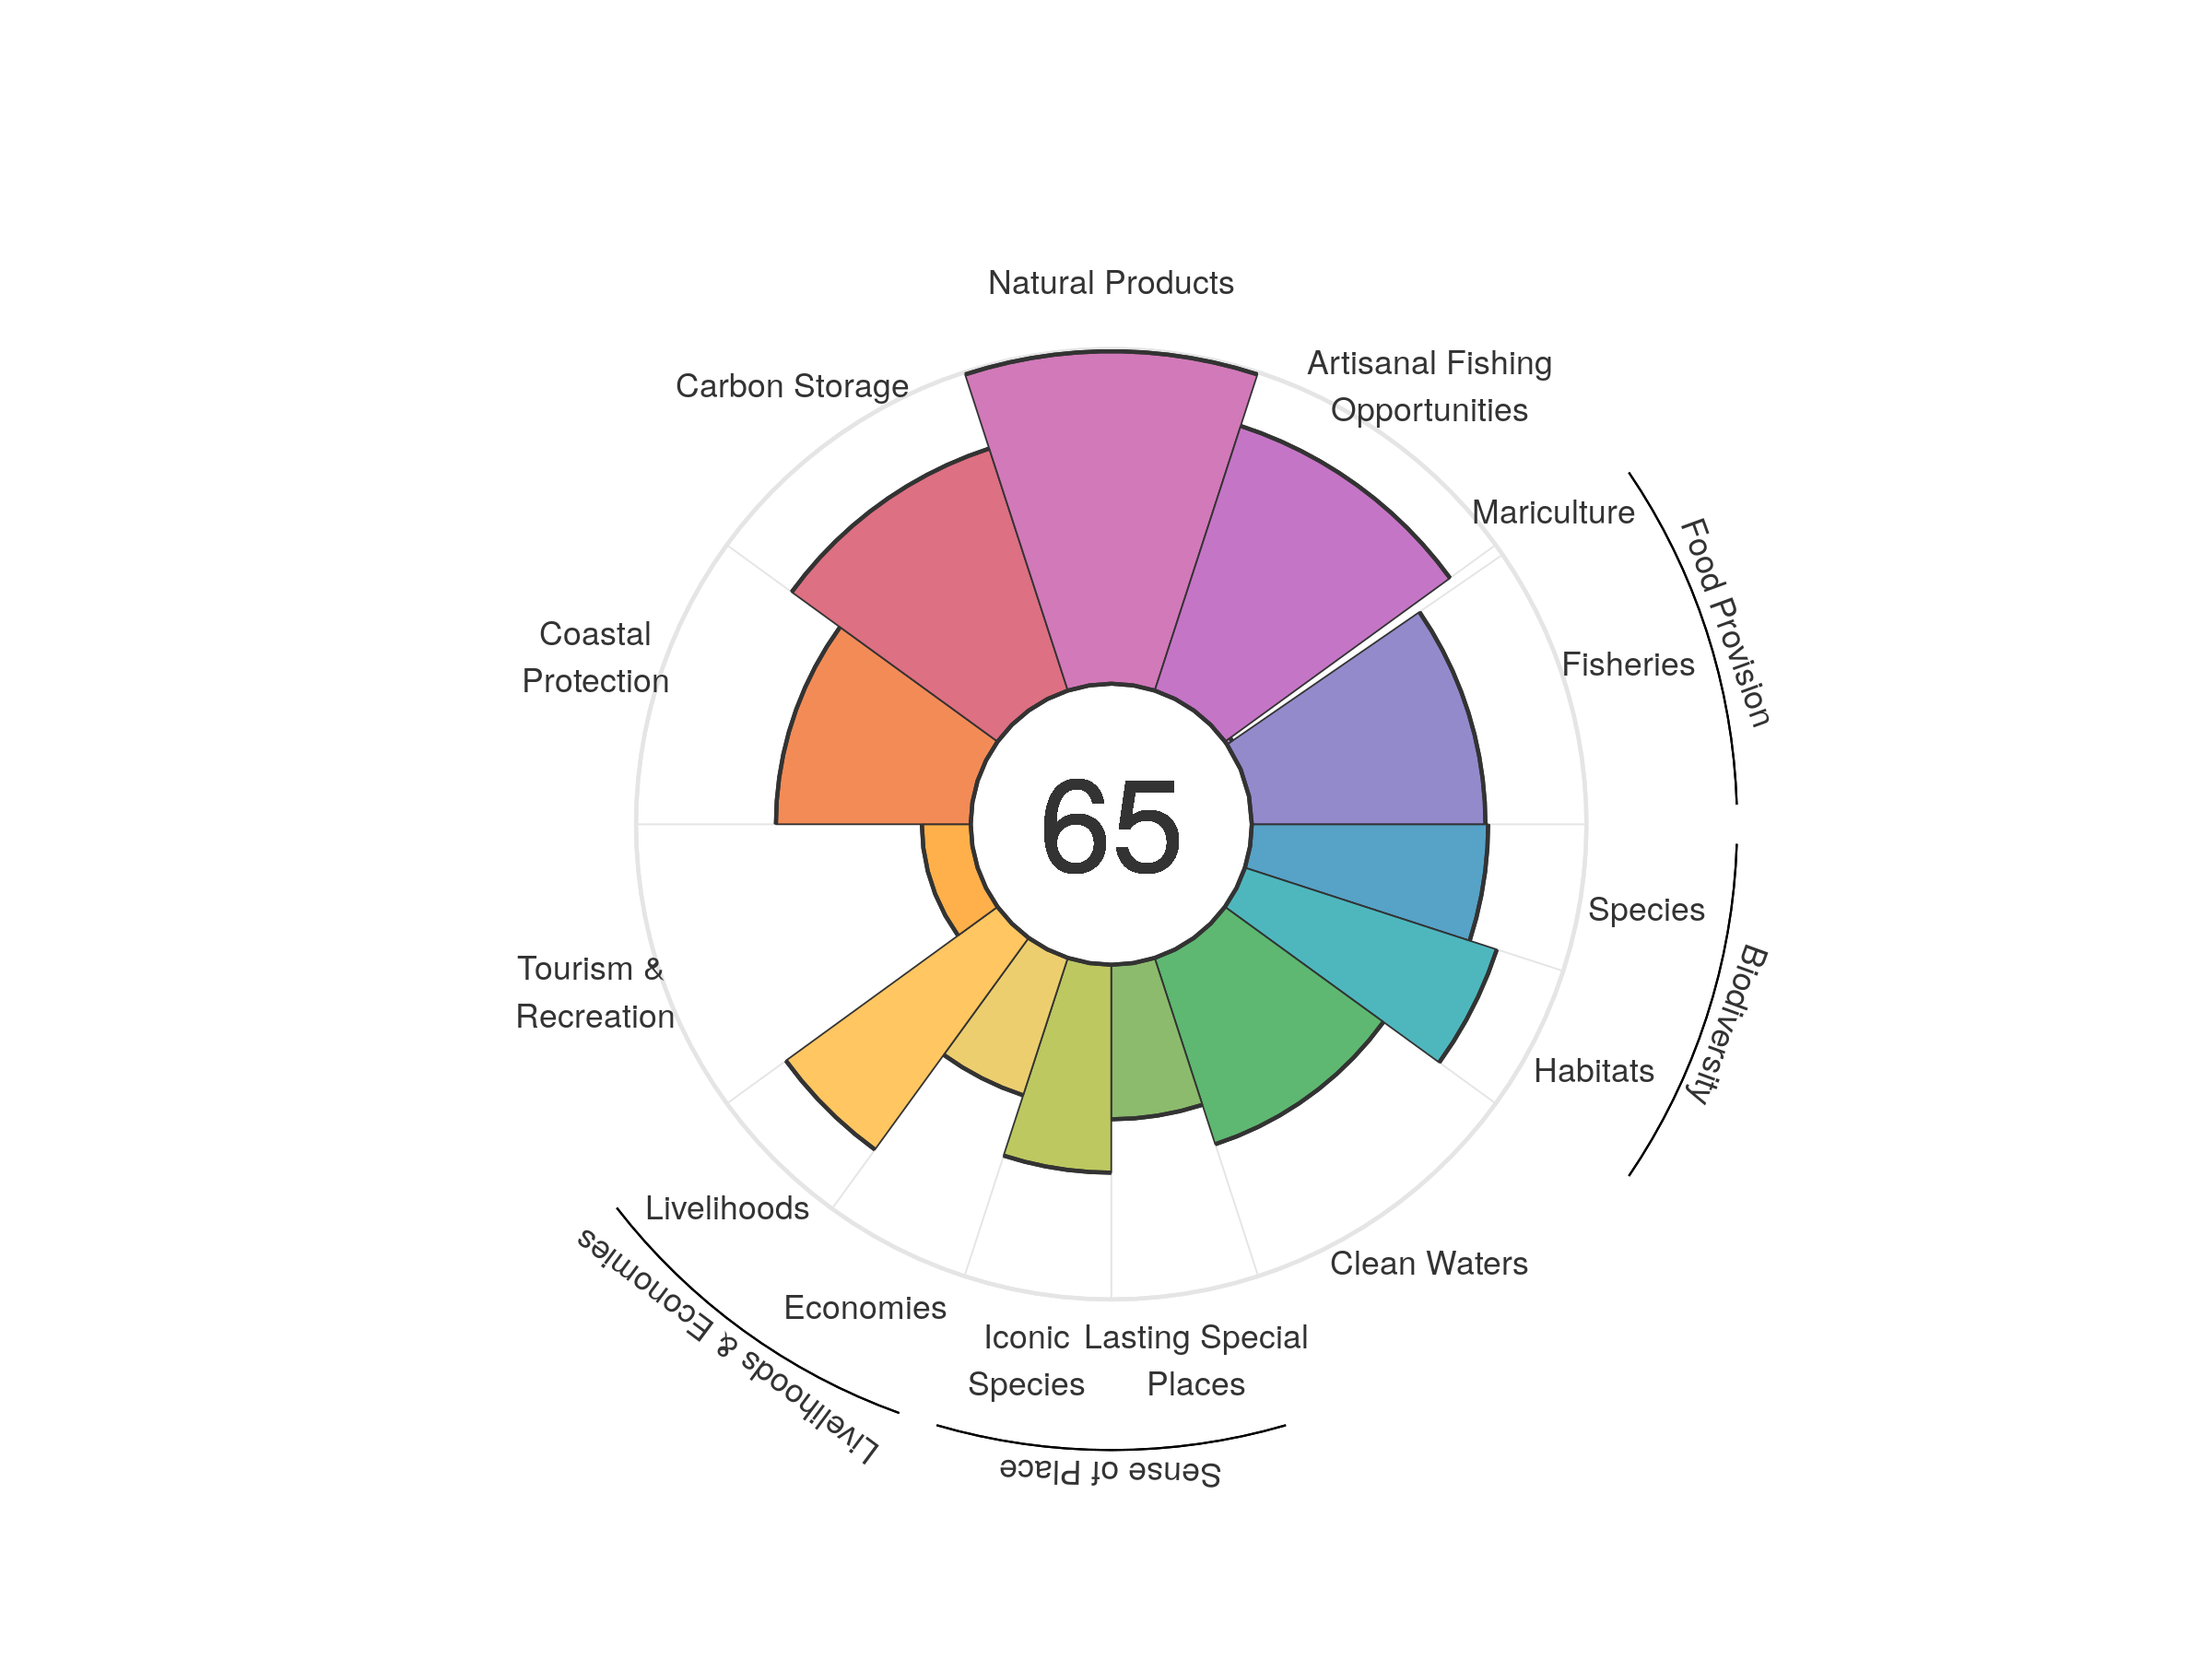 Natural Products
Artisanal Fishing
Opportunities
Carbon Storage
Mariculture
Food Provision
Fisheries
Coastal
Protection
65
Species
Biodiversity
Tourism &
Recreation
Habitats
Livelihoods
Clean Waters
Livelihoods & Economies
Economies
Iconic
Species
Lasting Special
Places
Sense of Place